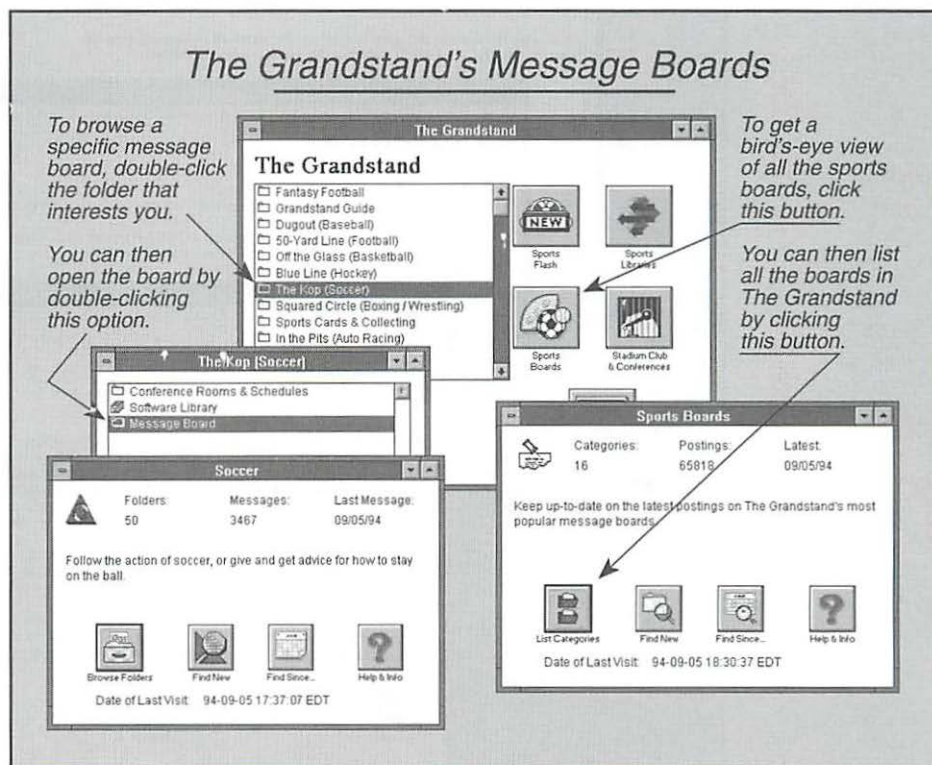 The Grandstand's Message Boards
To browse a
specific message
board, double-click
the folder that
interests you.
You can then
open the board by
double-clicking
this option.
The Grandstand
The Grandstand
Fantasy Football
Grandstand Guide
Dugout (Baseball)
50-Yard Line (Football)
Off the Glass (Basketball)
Blue Line (Hockey)
The Kop (Soccer)
Squared Circle (Boxing / Wrestling)
Sports Cards & Collecting
In the Pits (Auto Racing)
NEW
Sports
Flash
Sports
Libraries
Sports
Boards
Stadium Club
& Conferences
To get a
bird's-eye view
of all the sports
boards, click
this button.
You can then list
all the boards in
The Grandstand
by clicking
this button.
The Kop [Soccer]
Conference Rooms & Schedules
Software Library
Message Board
Soccer
Folders: Messages: Last Message:
50 3467 09/05/94
Follow the action of soccer, or give and get advice for how to stay
on the ball.
Browse Folders Find New Find Since... Help & Info
Date of Last Visit: 94-09-05 17:37:07 EDT
Sports Boards
Categories: Postings: Latest:
16 65818 09/05/94
Keep up-to-date on the latest postings on The Grandstand's most
popular message boards.
List Categories Find New Find Since... Help & Info
Date of Last Visit: 94-09-05 18:30:37 EDT